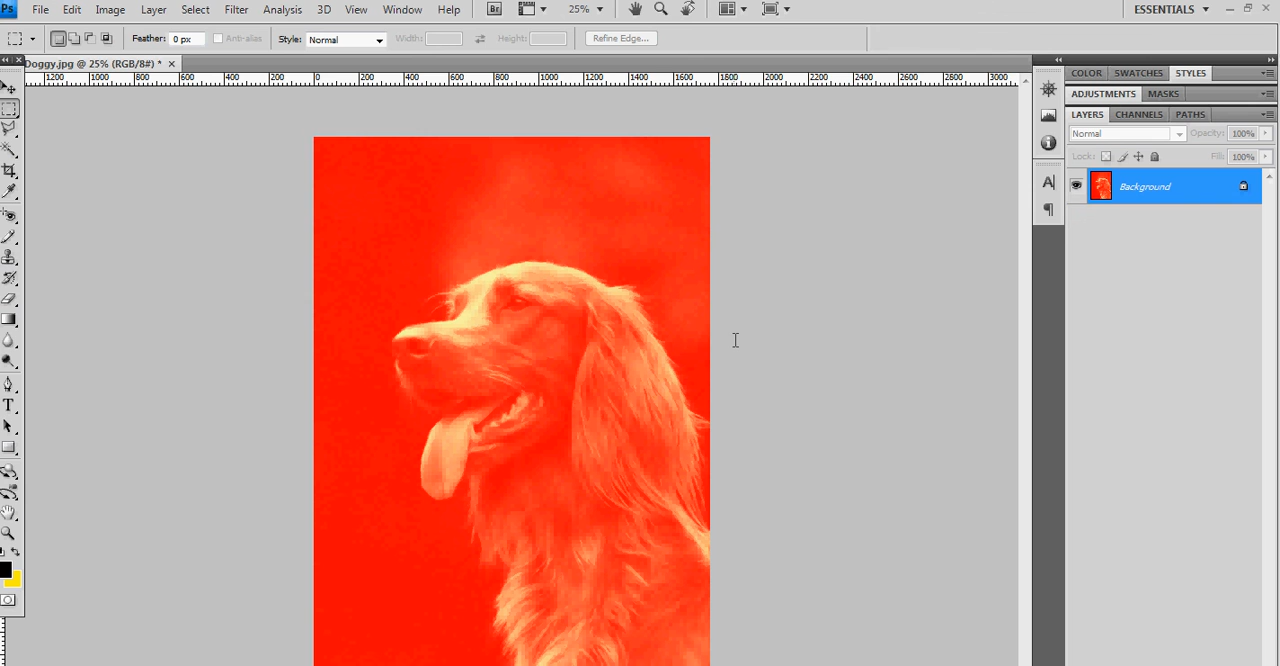 Ps File Edit Image Layer Select Filter Analysis 3D View Window Help Br 25% ESSENTIALS
Feather: 0 px Anti-alias Style: Normal Width: Height: Refine Edge...
Doggy.jpg @ 25% (RGB/8#) *
1200 1000 800 600 400 200 0 200 400 600 800 1000 1200 1400 1600 1800 2000 2200 2400 2600 2800 3000
COLOR SWATCHES STYLES
ADJUSTMENTS MASKS
LAYERS CHANNELS PATHS
Normal Opacity: 100%
Lock: Fill: 100%
Background
A
T